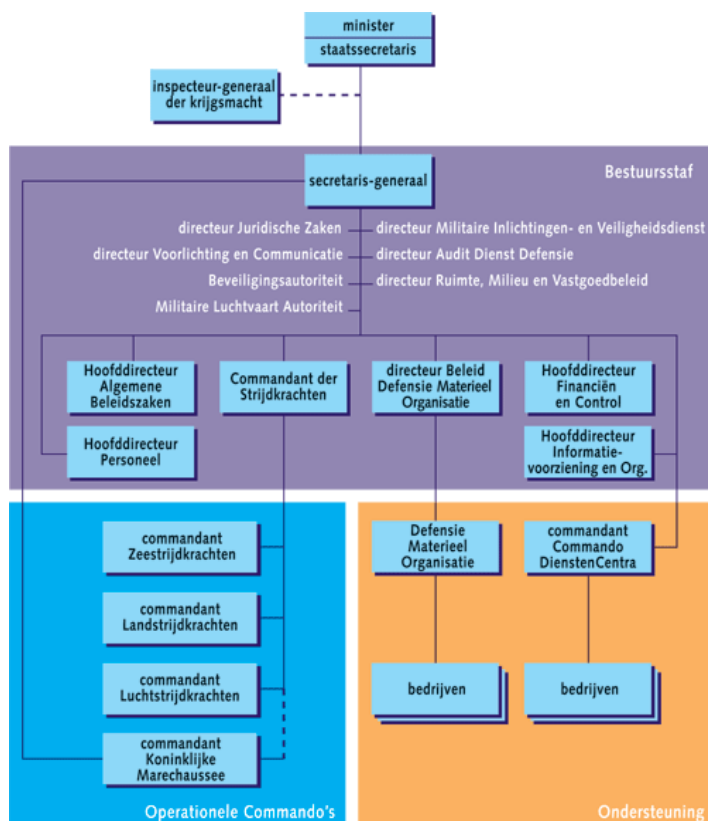 minister
staatssecretaris
inspecteur-generaal
der krijgsmacht
Bestuursstaf
secretaris-generaal
directeur Juridische Zaken
directeur Militaire Inlichtingen- en Veiligheidsdienst
directeur Voorlichting en Communicatie
directeur Audit Dienst Defensie
Beveiligingsautoriteit
directeur Ruimte, Milieu en Vastgoedbeleid
Militaire Luchtvaart Autoriteit
Hoofddirecteur
Algemene
Beleidszaken
Commandant der
Strijdkrachten
directeur Beleid
Defensie Materieel
Organisatie
Hoofddirecteur
Financiën
en Control
Hoofddirecteur
Personeel
Hoofddirecteur
Informatie-
voorziening en Org.
commandant
Zeestrijdkrachten
Defensie
Materieel
Organisatie
commandant
Commando
DienstenCentra
commandant
Landstrijdkrachten
commandant
Luchtstrijdkrachten
bedrijven
bedrijven
commandant
Koninklijke
Marechaussee
Operationele Commando's
Ondersteuning